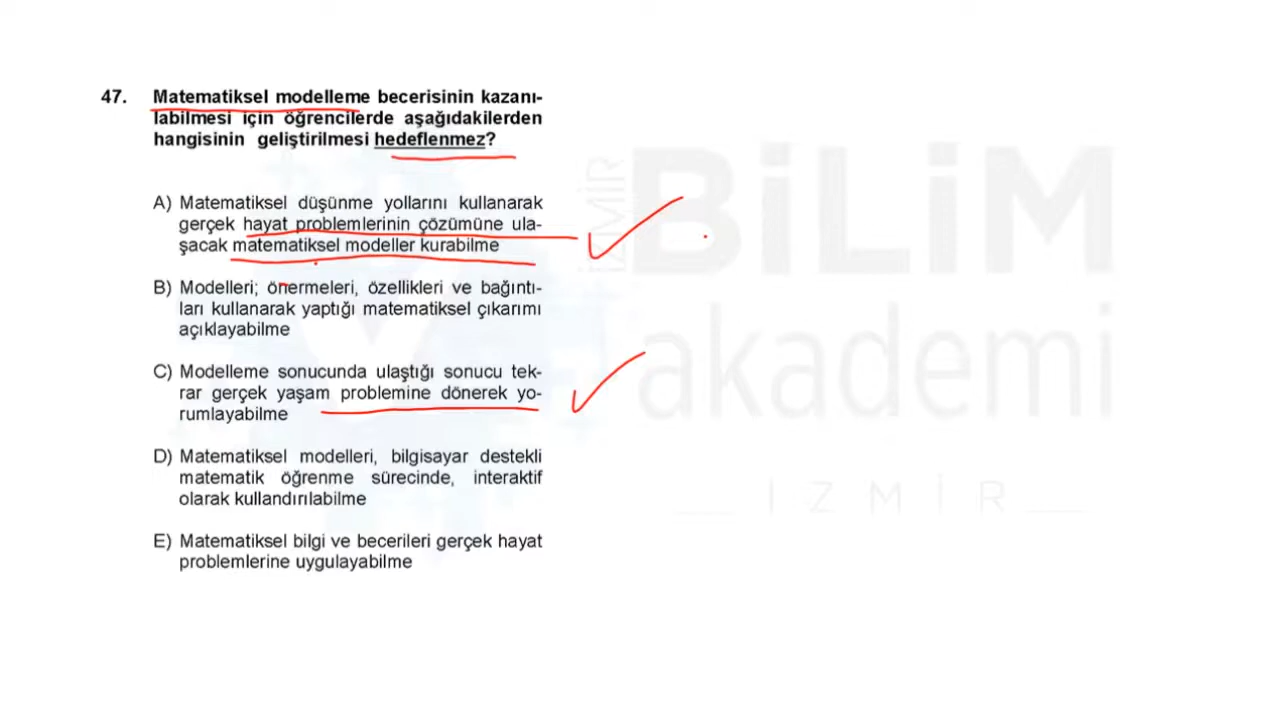 47. Matematiksel modelleme becerisinin kazanı-
labilmesi için öğrencilerde aşağıdakilerden
hangisinin geliştirilmesi hedeflenmez?
A) Matematiksel düşünme yollarını kullanarak
gerçek hayat problemlerinin çözümüne ula-
şacak matematiksel modeller kurabilme
B) Modelleri; önermeleri, özellikleri ve bağıntı-
ları kullanarak yaptığı matematiksel çıkarımı
açıklayabilme
C) Modelleme sonucunda ulaştığı sonucu tek-
rar gerçek yaşam problemine dönerek yo-
rumlayabilme
D) Matematiksel modelleri, bilgisayar destekli
matematik öğrenme sürecinde, interaktif
olarak kullandırılabilme
E) Matematiksel bilgi ve becerileri gerçek hayat
problemlerine uygulayabilme
İZMİR
BİLİM
akademi
İZMİR